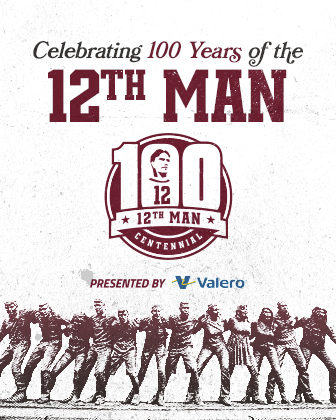 Celebrating 100 Years of the
12TH MAN
100
12
★ 12TH MAN ★
CENTENNIAL
PRESENTED BY Valero